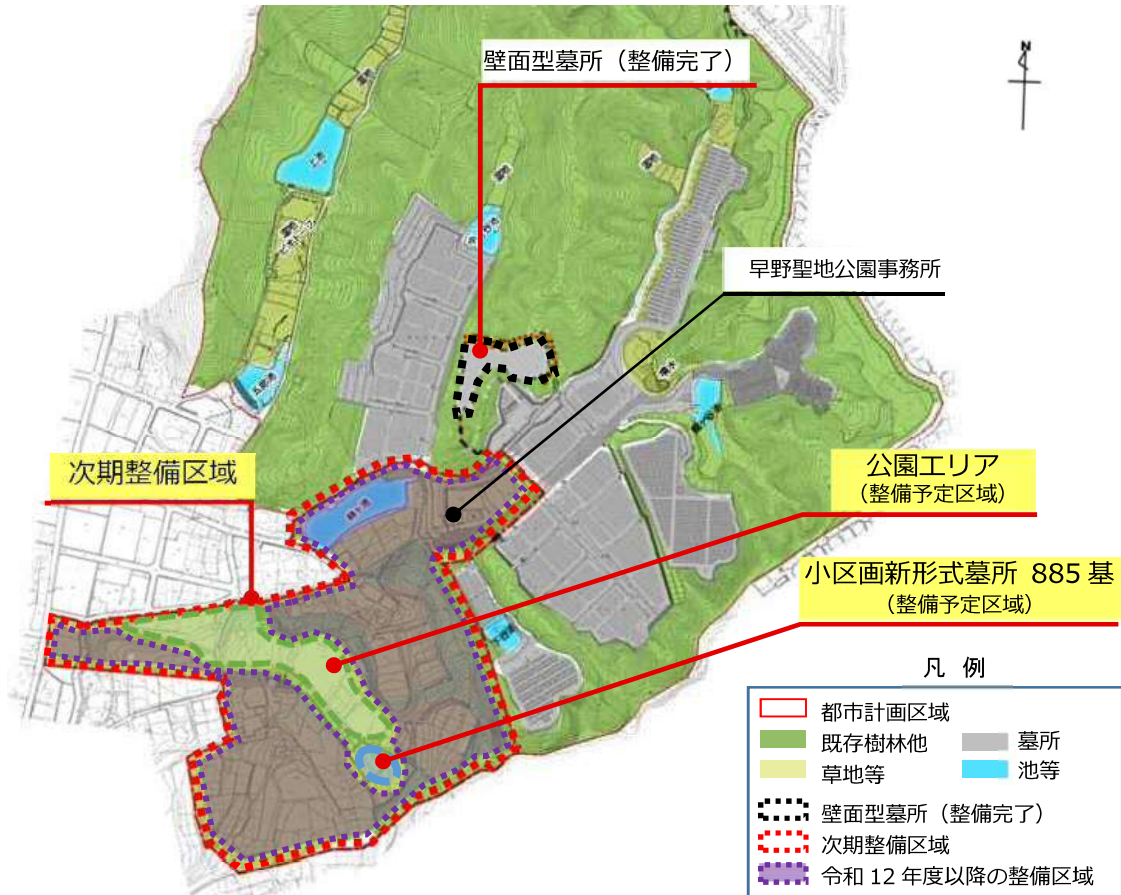 壁面型墓所（整備完了）
N
早野聖地公園事務所
次期整備区域
公園エリア
（整備予定区域）
小区画新形式墓所 885 基
（整備予定区域）
凡 例
都市計画区域
既存樹林他
墓所
草地等
池等
壁面型墓所（整備完了）
次期整備区域
令和 12 年度以降の整備区域